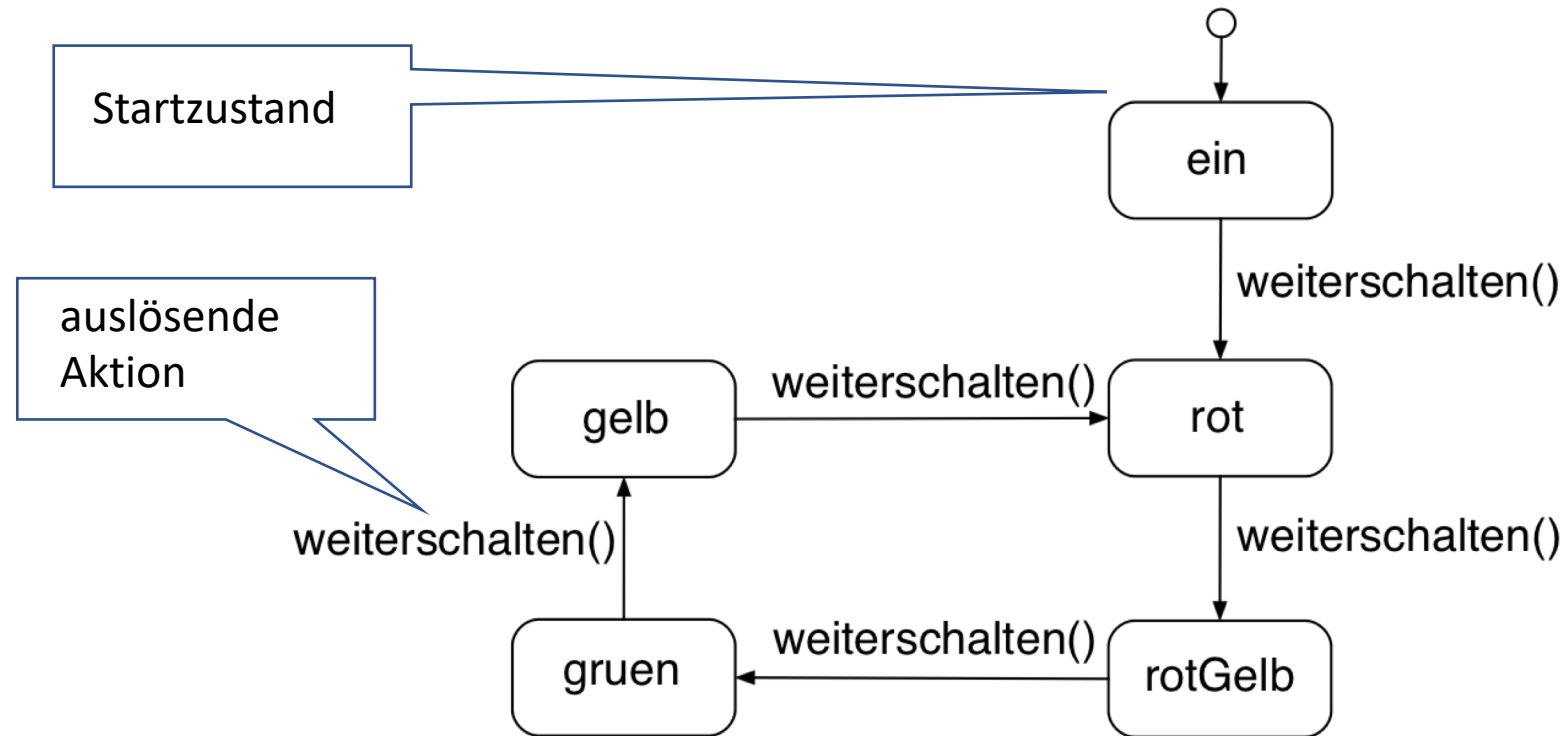 Startzustand
ein
weiterschalten()
auslösende
Aktion
gelb
weiterschalten()
rot
weiterschalten()
weiterschalten()
gruen
weiterschalten()
rotGelb